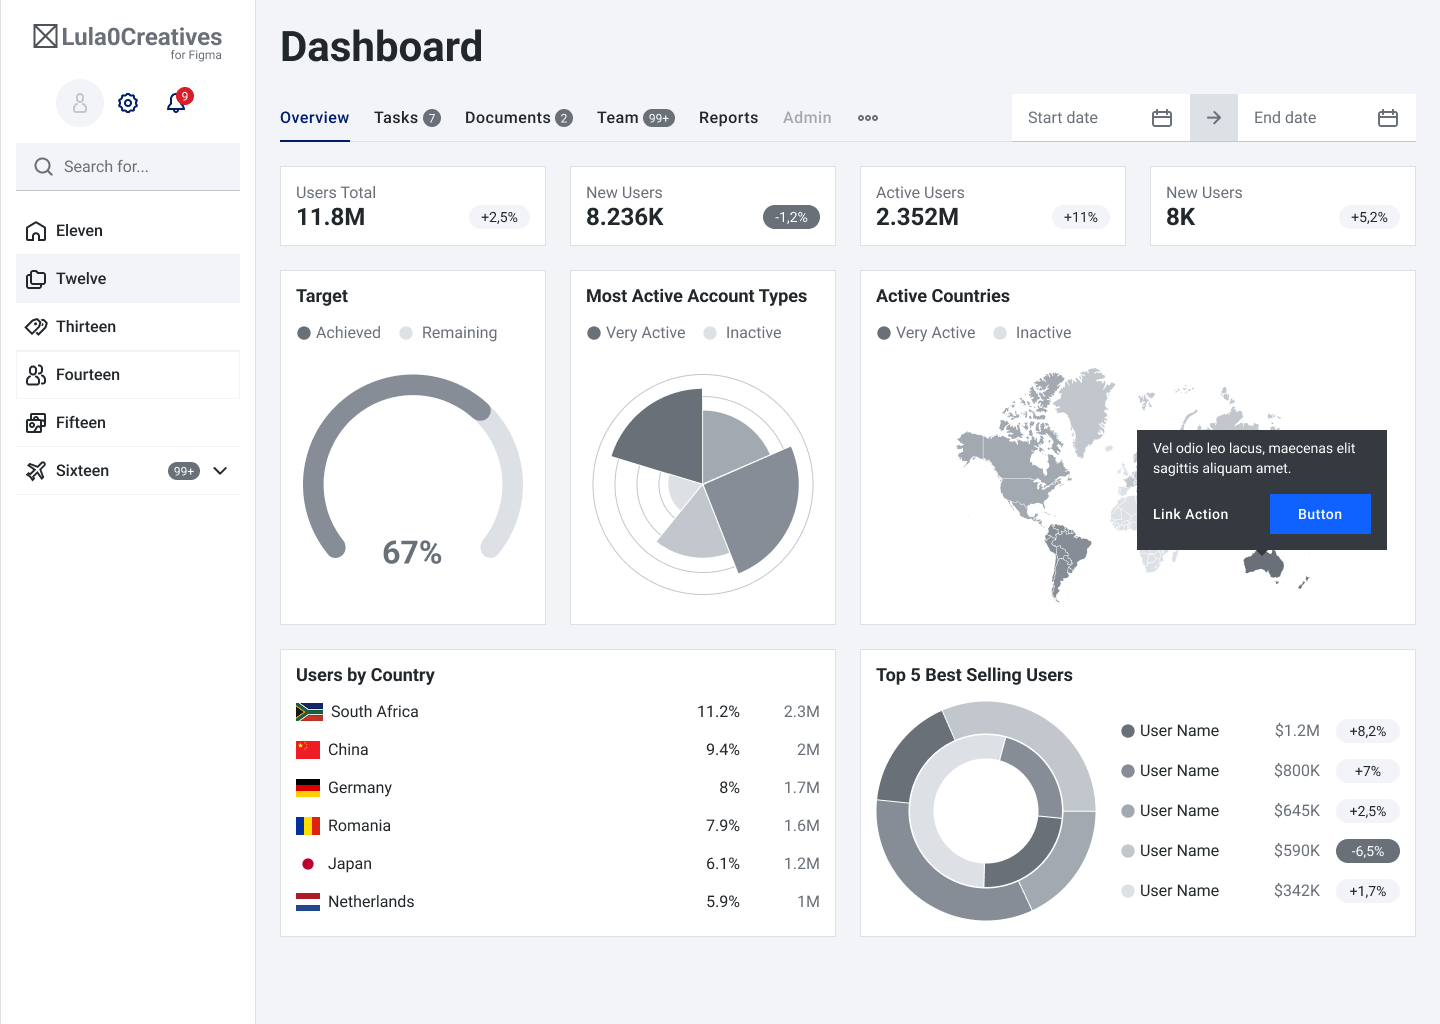 Lula0Creatives
for Figma
9
Search for...
Eleven
Twelve
Thirteen
Fourteen
Fifteen
Sixteen 99+
Dashboard
Overview Tasks 7 Documents 2 Team 99+ Reports Admin
Start date End date
Users Total
11.8M +2,5%
New Users
8.236K -1,2%
Active Users
2.352M +11%
New Users
8K +5,2%
Target
Achieved Remaining
67%
Most Active Account Types
Very Active Inactive
Active Countries
Very Active Inactive
Vel odio leo lacus, maecenas elit
sagittis aliquam amet.
Link Action Button
Users by Country
South Africa 11.2% 2.3M
China 9.4% 2M
Germany 8% 1.7M
Romania 7.9% 1.6M
Japan 6.1% 1.2M
Netherlands 5.9% 1M
Top 5 Best Selling Users
User Name $1.2M +8,2%
User Name $800K +7%
User Name $645K +2,5%
User Name $590K -6,5%
User Name $342K +1,7%